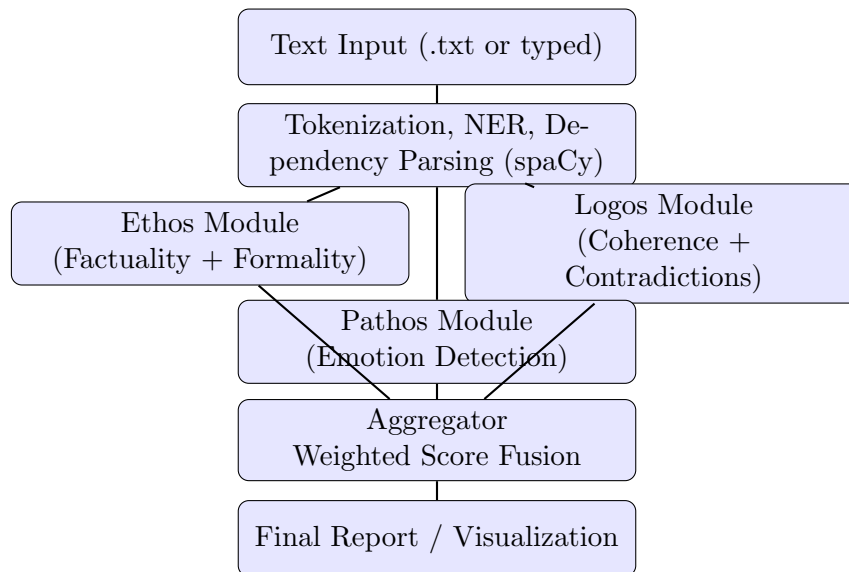 Text Input (.txt or typed)
Tokenization, NER, De-
pendency Parsing (spaCy)
Ethos Module
(Factuality + Formality)
Logos Module
(Coherence +
Contradictions)
Pathos Module
(Emotion Detection)
Aggregator
Weighted Score Fusion
Final Report / Visualization